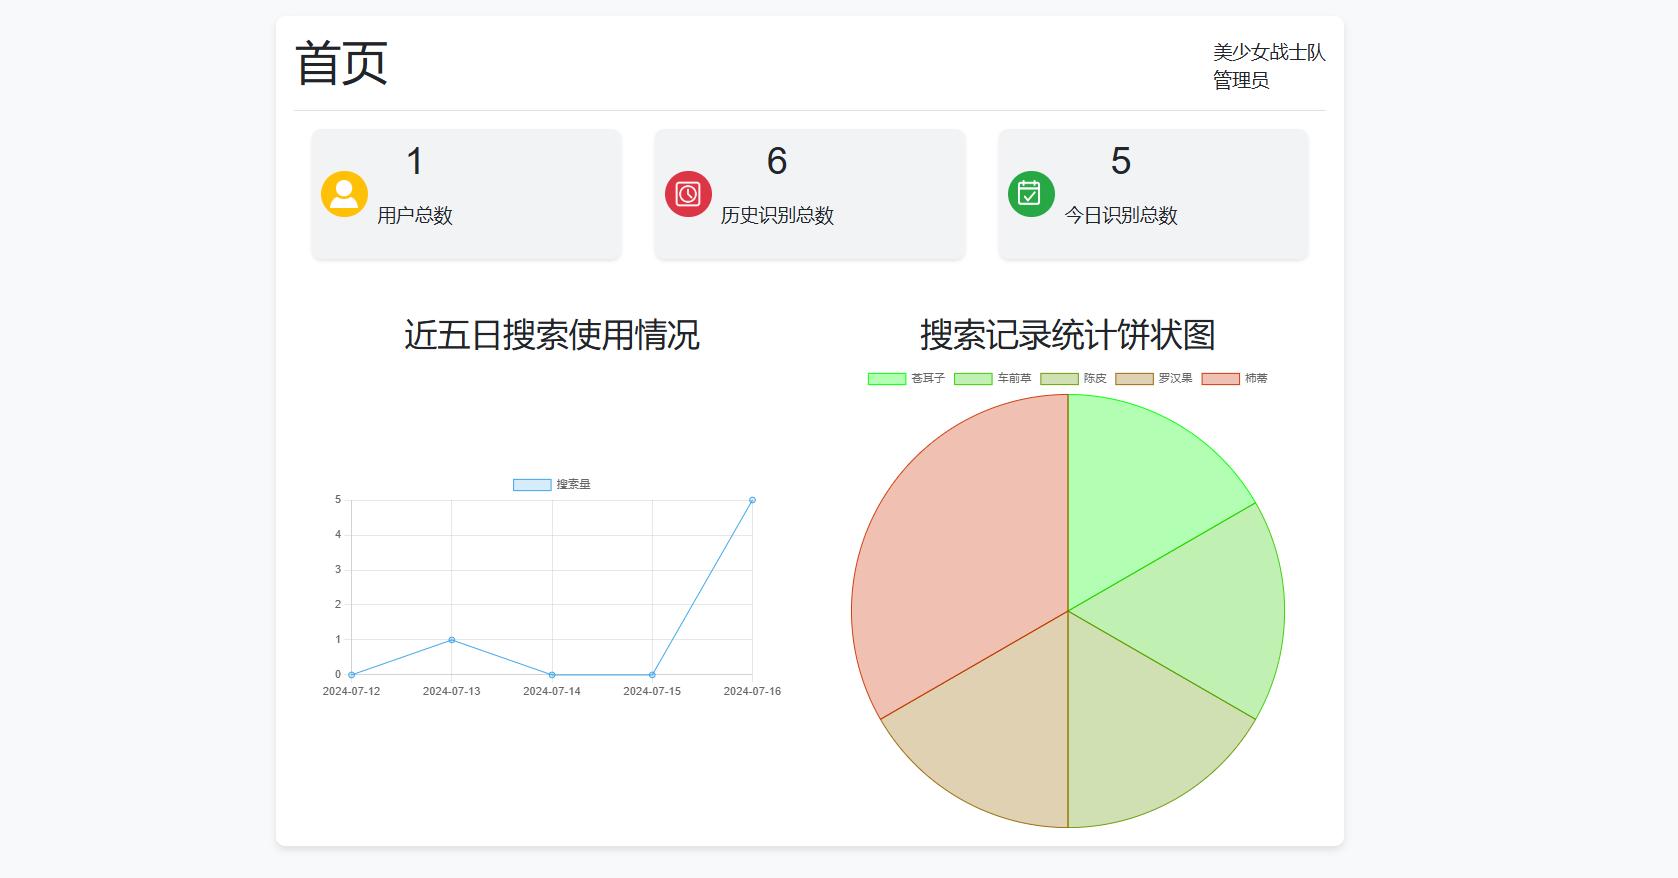 首页
美少女战士队
管理员
1
用户总数
6
历史识别总数
5
今日识别总数
近五日搜索使用情况
搜索量
5
4
3
2
1
0
2024-07-12 2024-07-13 2024-07-14 2024-07-15 2024-07-16
搜索记录统计饼状图
苍耳子 车前草 陈皮 罗汉果 柿蒂